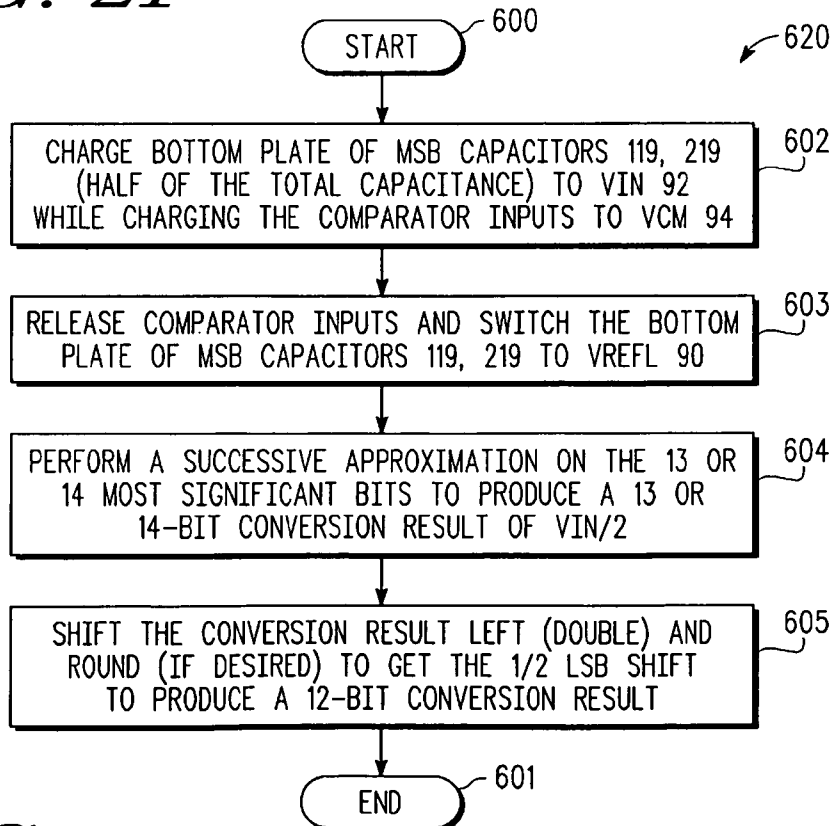 G. 21
START
600
620
CHARGE BOTTOM PLATE OF MSB CAPACITORS 119, 219
(HALF OF THE TOTAL CAPACITANCE) TO VIN 92
WHILE CHARGING THE COMPARATOR INPUTS TO VCM 94
602
RELEASE COMPARATOR INPUTS AND SWITCH THE BOTTOM
PLATE OF MSB CAPACITORS 119, 219 TO VREFL 90
603
PERFORM A SUCCESSIVE APPROXIMATION ON THE 13 OR
14 MOST SIGNIFICANT BITS TO PRODUCE A 13 OR
14-BIT CONVERSION RESULT OF VIN/2
604
SHIFT THE CONVERSION RESULT LEFT (DOUBLE) AND
ROUND (IF DESIRED) TO GET THE 1/2 LSB SHIFT
TO PRODUCE A 12-BIT CONVERSION RESULT
605
END
601